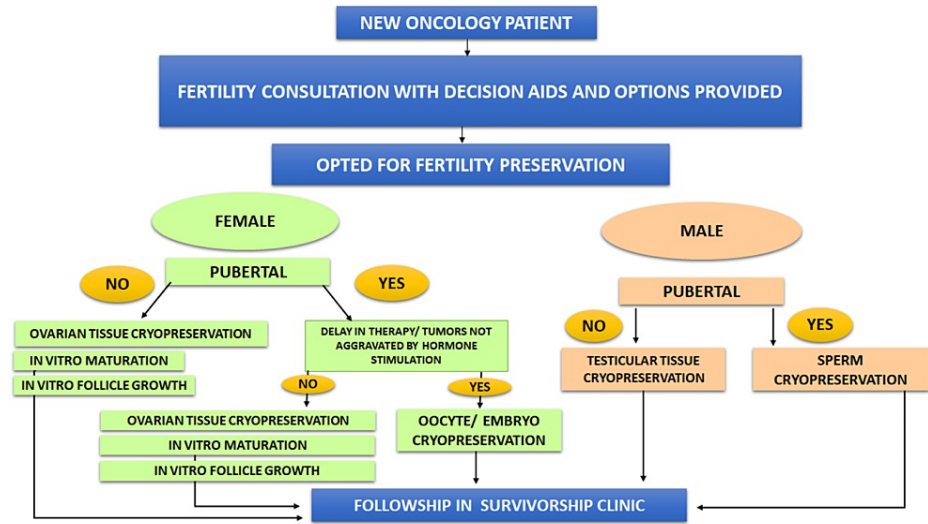 NEW ONCOLOGY PATIENT
FERTILITY CONSULTATION WITH DECISION AIDS AND OPTIONS PROVIDED
OPTED FOR FERTILITY PRESERVATION
FEMALE
MALE
NO
PUBERTAL
YES
PUBERTAL
NO
YES
OVARIAN TISSUE CRYOPRESERVATION
IN VITRO MATURATION
IN VITRO FOLLICLE GROWTH
DELAY IN THERAPY/ TUMORS NOT
AGGRAVATED BY HORMONE
STIMULATION
TESTICULAR TISSUE
CRYOPRESERVATION
SPERM
CRYOPRESERVATION
NO
YES
OVARIAN TISSUE CRYOPRESERVATION
IN VITRO MATURATION
IN VITRO FOLLICLE GROWTH
OOCYTE/ EMBRYO
CRYOPRESERVATION
FOLLOWSHIP IN SURVIVORSHIP CLINIC